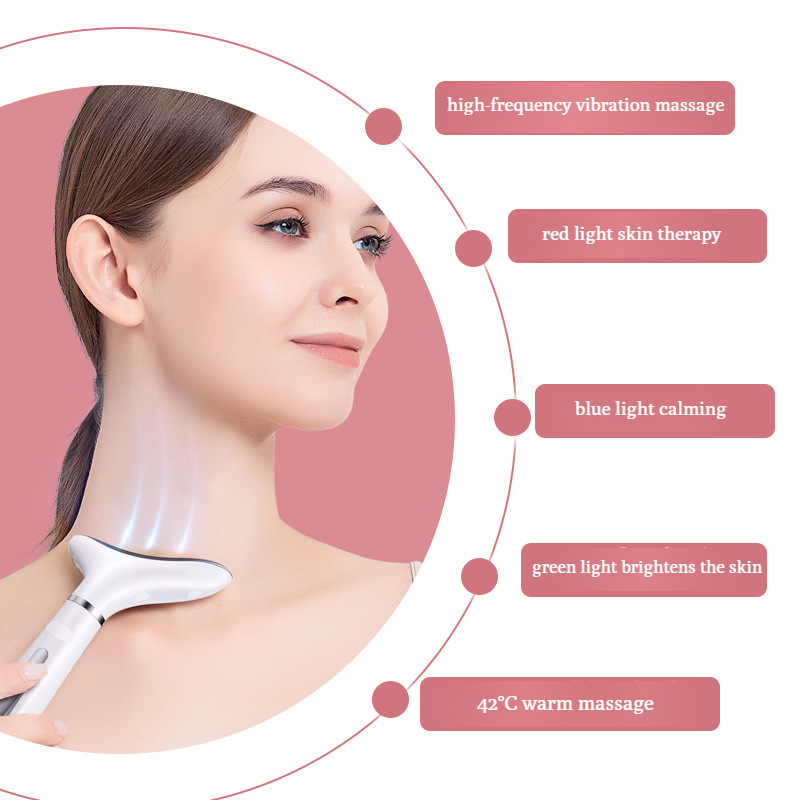 high-frequency vibration massage
red light skin therapy
blue light calming
green light brightens the skin
42°C warm massage